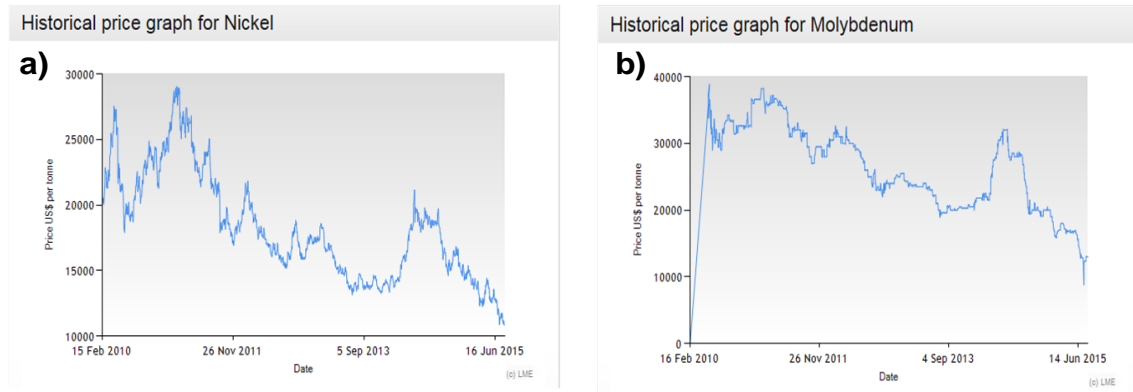 Historical price graph for Nickel
a)
30000
25000
20000
15000
10000
Price US$ per tonne
15 Feb 2010 26 Nov 2011 5 Sep 2013 16 Jun 2015
Date
(c) LME
Historical price graph for Molybdenum
b)
40000
30000
20000
10000
0
Price US$ per tonne
16 Feb 2010 26 Nov 2011 4 Sep 2013 14 Jun 2015
Date
(c) LME